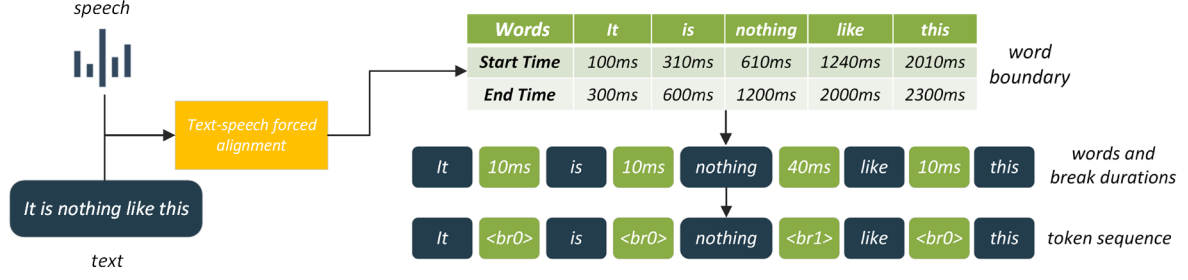 speech
Text-speech forced
alignment
It is nothing like this
text
Words It is nothing like this
Start Time 100ms 310ms 610ms 1240ms 2010ms
End Time 300ms 600ms 1200ms 2000ms 2300ms
word
boundary
It 10ms is 10ms nothing 40ms like 10ms this
words and
break durations
It <br0> is <br0> nothing <br1> like <br0> this
token sequence